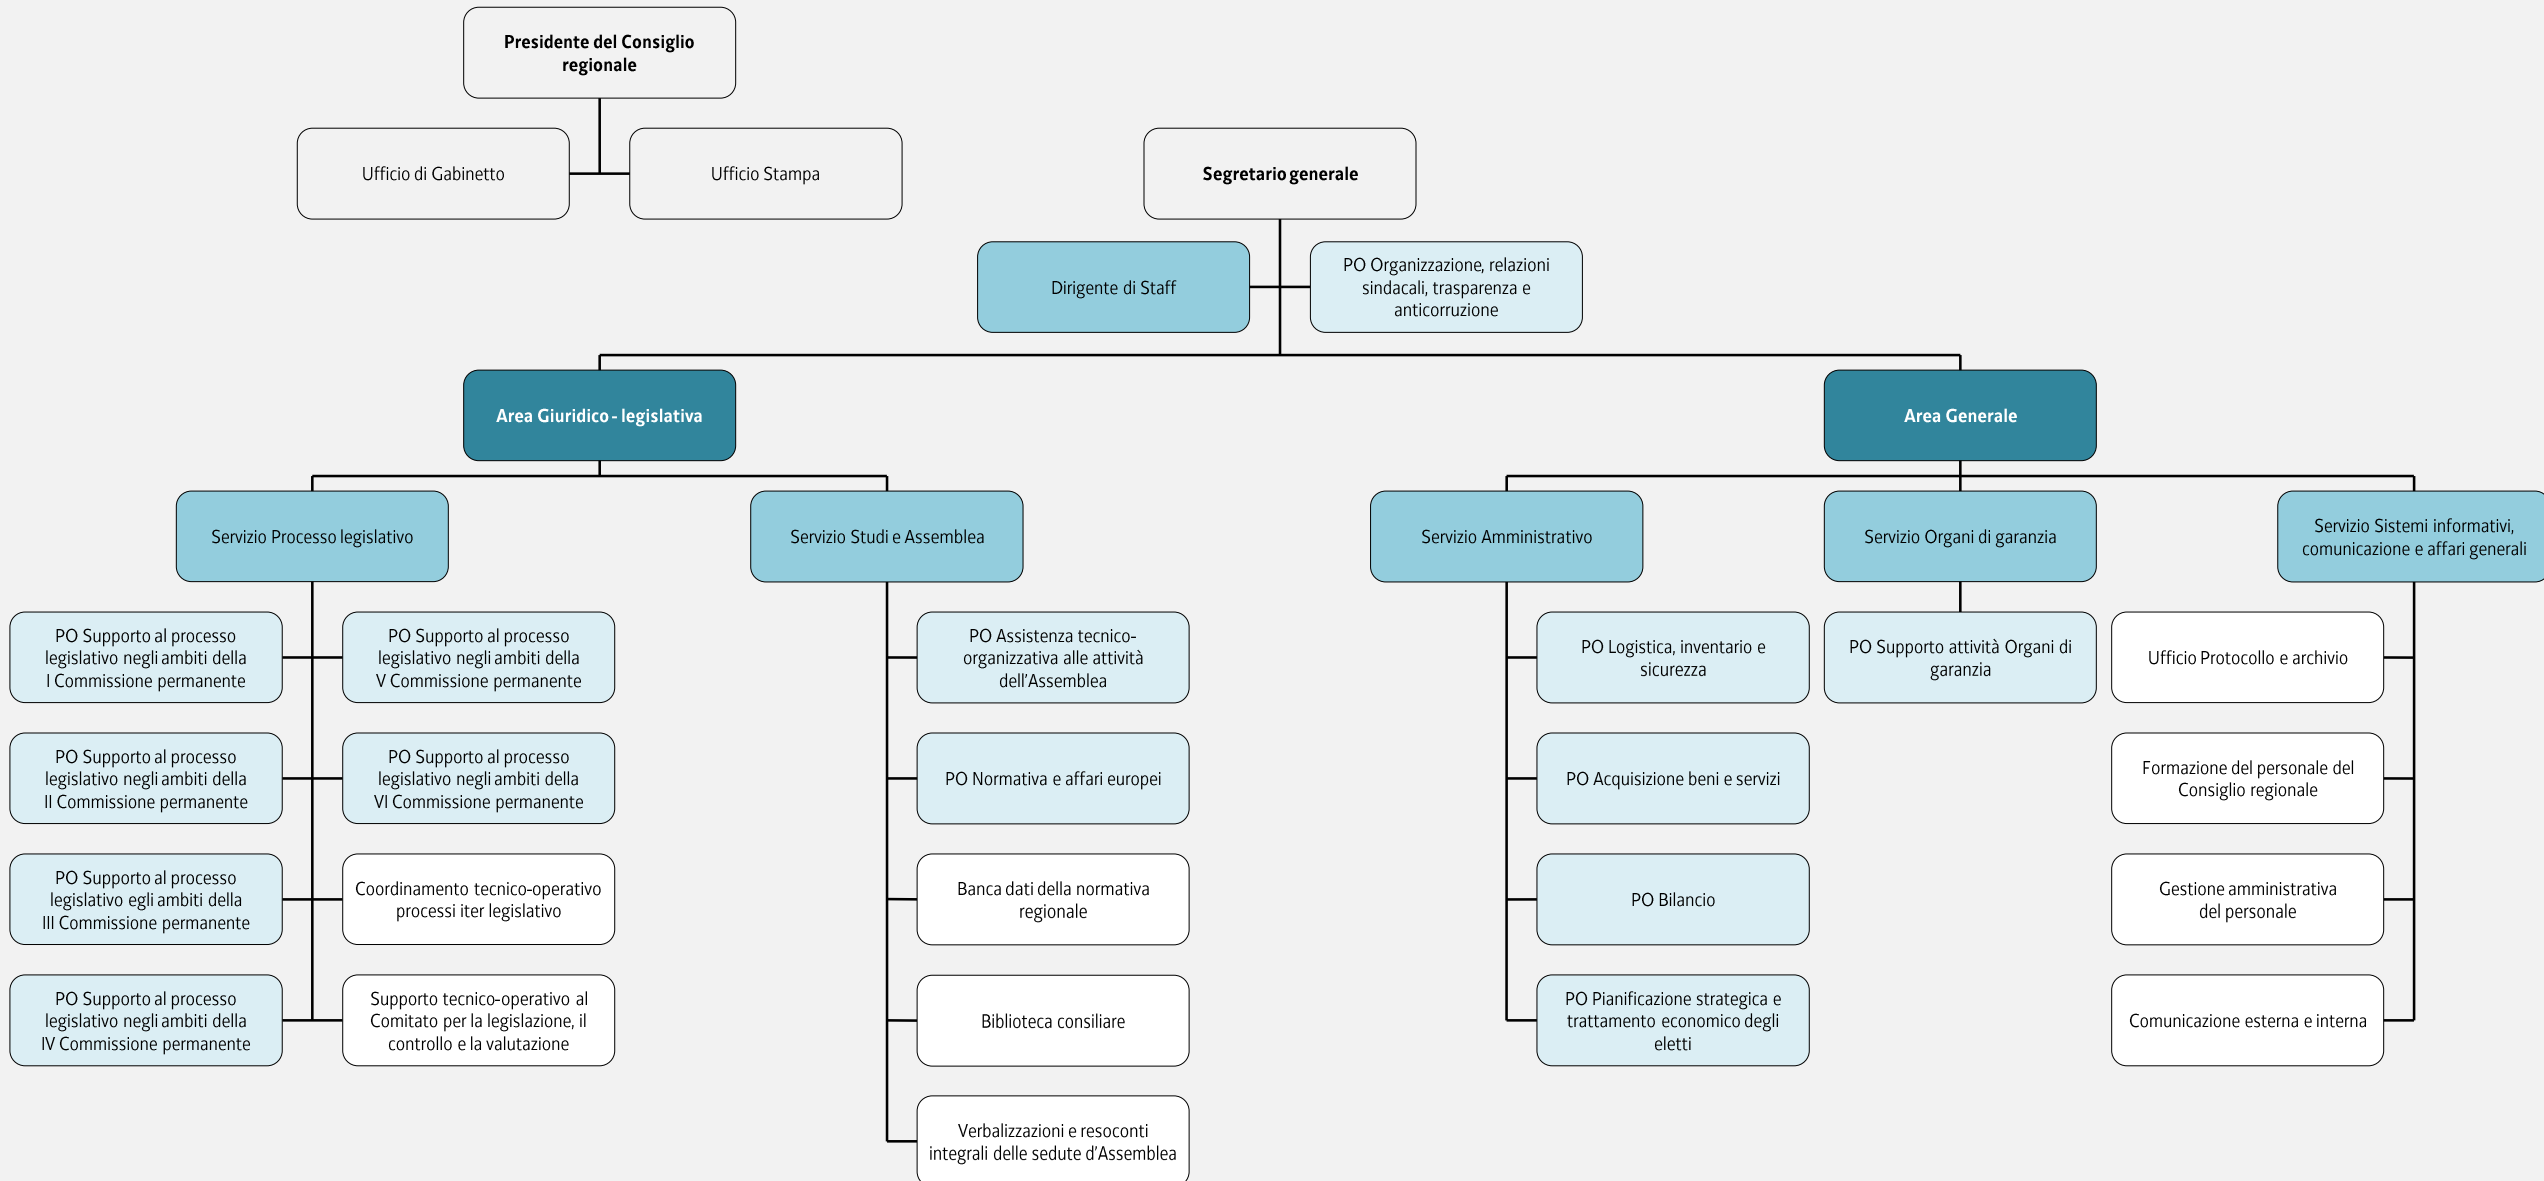 Presidente del Consiglio
regionale
Ufficio di Gabinetto
Ufficio Stampa
Segretario generale
Dirigente di Staff
PO Organizzazione, relazioni
sindacali, trasparenza e
anticorruzione
Area Giuridico - legislativa
Area Generale
Servizio Processo legislativo
Servizio Studi e Assemblea
Servizio Amministrativo
Servizio Organi di garanzia
Servizio Sistemi informativi,
comunicazione e affari generali
PO Supporto al processo
legislativo negli ambiti della
I Commissione permanente
PO Supporto al processo
legislativo negli ambiti della
V Commissione permanente
PO Supporto al processo
legislativo negli ambiti della
II Commissione permanente
PO Supporto al processo
legislativo negli ambiti della
VI Commissione permanente
PO Supporto al processo
legislativo egli ambiti della
III Commissione permanente
Coordinamento tecnico-operativo
processi iter legislativo
PO Supporto al processo
legislativo negli ambiti della
IV Commissione permanente
Supporto tecnico-operativo al
Comitato per la legislazione, il
controllo e la valutazione
PO Assistenza tecnico-
organizzativa alle attività
dell'Assemblea
PO Normativa e affari europei
Banca dati della normativa
regionale
Biblioteca consiliare
Verbalizzazioni e resoconti
integrali delle sedute d'Assemblea
PO Logistica, inventario e
sicurezza
PO Acquisizione beni e servizi
PO Bilancio
PO Pianificazione strategica e
trattamento economico degli
eletti
PO Supporto attività Organi di
garanzia
Ufficio Protocollo e archivio
Formazione del personale del
Consiglio regionale
Gestione amministrativa
del personale
Comunicazione esterna e interna